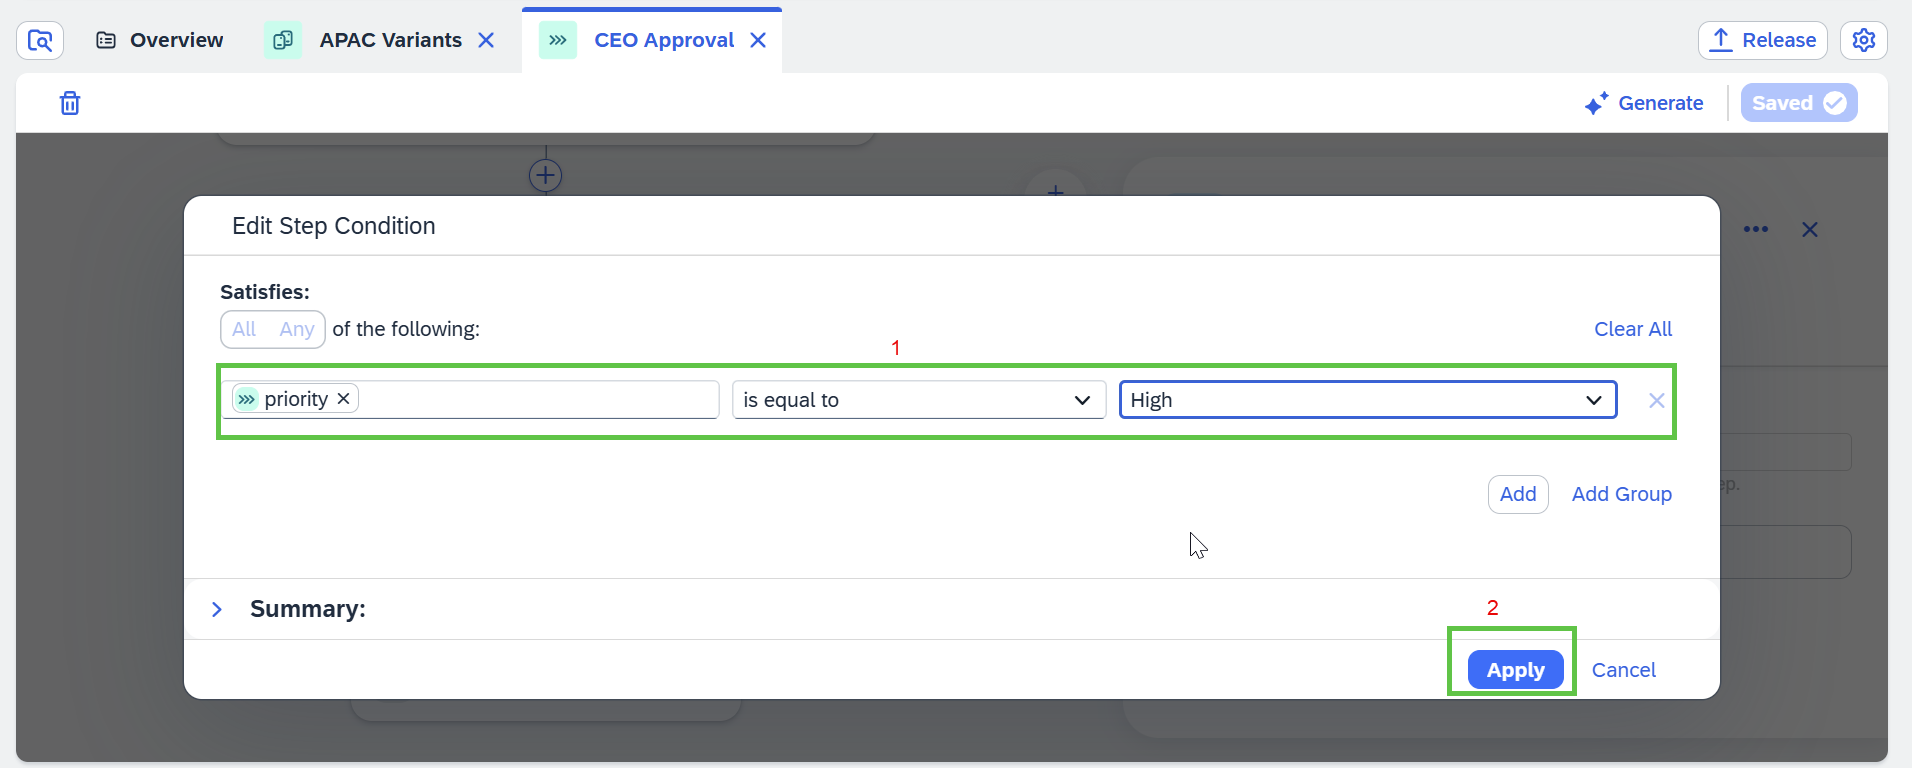 Overview
APAC Variants
CEO Approval
Release
Generate
Saved
Edit Step Condition
Satisfies:
All Any of the following:
Clear All
1
priority
is equal to
High
Add
Add Group
ep.
Summary:
2
Apply
Cancel